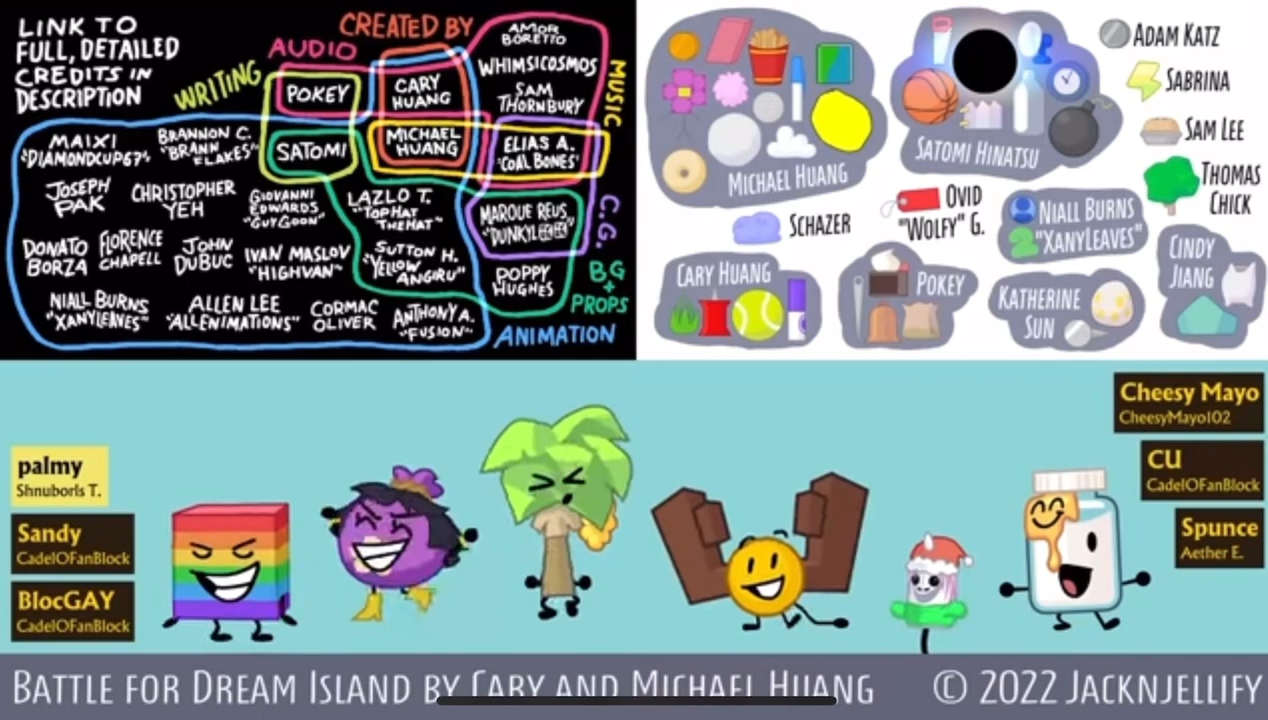 LINK TO
FULL, DETAILED
CREDITS IN
DESCRIPTION
WRITING
AUDIO
CREATED BY
MUSIC
C.G.
BG
+
PROPS
ANIMATION
POKEY
CARY
HUANG
AMOR
BORETTO
WHIMSICOSMOS
SAM
THORNBURY
SATOMI
MICHAEL
HUANG
ELIAS A.
"COAL BONES"
MAIXI
"DIAMONDCUP67"
BRANNON C.
"BRANN
FLAKES"
JOSEPH
PAK
CHRISTOPHER
YEH
GIOVANNI
EDWARDS
"GUYGOON"
LAZLO T.
"TOPHAT
THEHAT"
MARQUE REUS
DONATO
BORZA
FLORENCE
CHAPELL
JOHN
DUBUC
IVAN MASLOV
"HIGHVAN"
SUTTON H.
"YELLOW
ANGIRU"
POPPY
HUGHES
NIALL BURNS
"XANYLEAVES"
ALLEN LEE
"ALLENIMATIONS"
CORMAC
OLIVER
ANTHONY A.
"FUSION"
MICHAEL HUANG
SATOMI HINATSU
ADAM KATZ
SABRINA
SAM LEE
THOMAS
CHICK
SCHAZER
OVID
"WOLFY" G.
NIALL BURNS
"XANYLEAVES"
CINDY
JIANG
CARY HUANG
POKEY
KATHERINE
SUN
palmy
Shnuborls T.
Sandy
CadelOFanBlock
BlocGAY
CadelOFanBlock
Cheesy Mayo
CheesyMayo102
CU
CadelOFanBlock
Spunce
Aether E.
BATTLE FOR DREAM ISLAND BY CARY AND MICHAEL HUANG
© 2022 JACKNJELLIFY